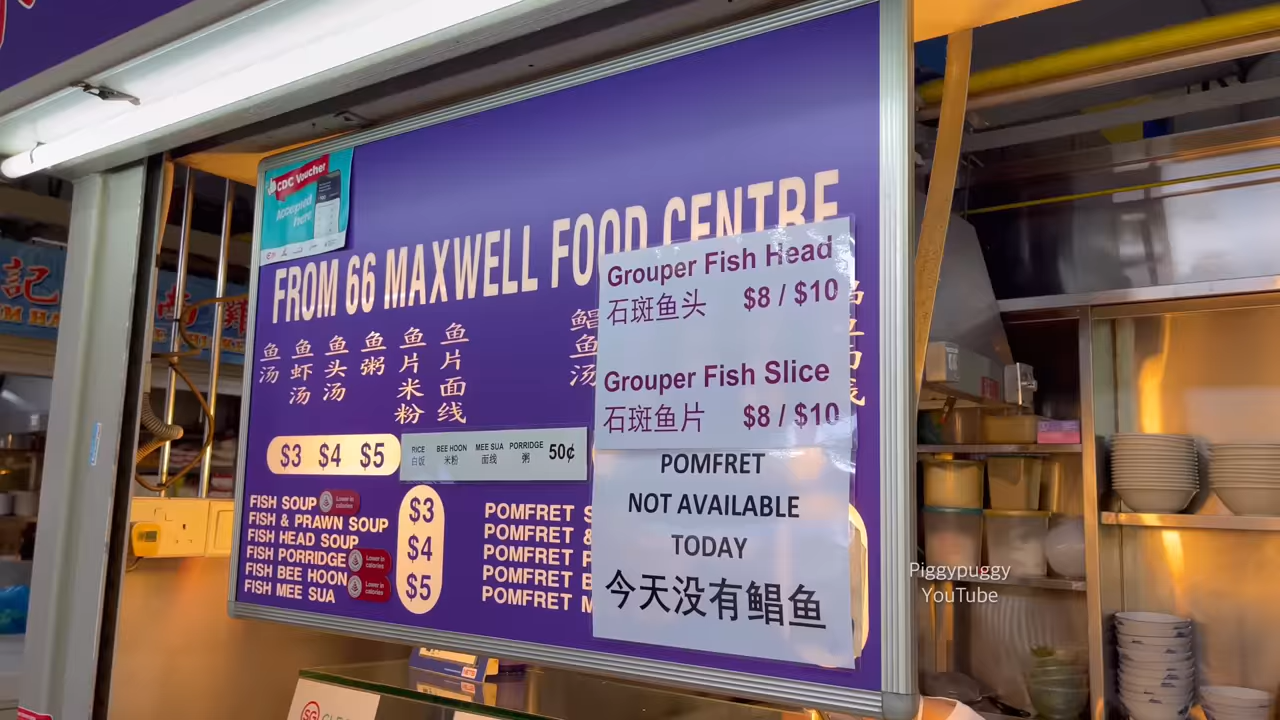 CDC Voucher
Accepted here
FROM 66 MAXWELL FOOD CENTRE
鱼汤
鱼虾汤
鱼头汤
鱼粥
鱼片米粉
鱼片面线
鲳鱼汤
$3 $4 $5
RICE BEE HOON MEE SUA PORRIDGE 50¢
白饭 米粉 面线 粥
FISH SOUP
FISH & PRAWN SOUP
FISH HEAD SOUP
FISH PORRIDGE
FISH BEE HOON
FISH MEE SUA
Lower in calories
Lower in calories
Lower in calories
$3
$4
$5
POMFRET S
POMFRET &
POMFRET P
POMFRET B
POMFRET M
Grouper Fish Head
石斑鱼头 $8 / $10
Grouper Fish Slice
石斑鱼片 $8 / $10
POMFRET
NOT AVAILABLE
TODAY
今天没有鲳鱼
記
雞
Piggypuggy
YouTube